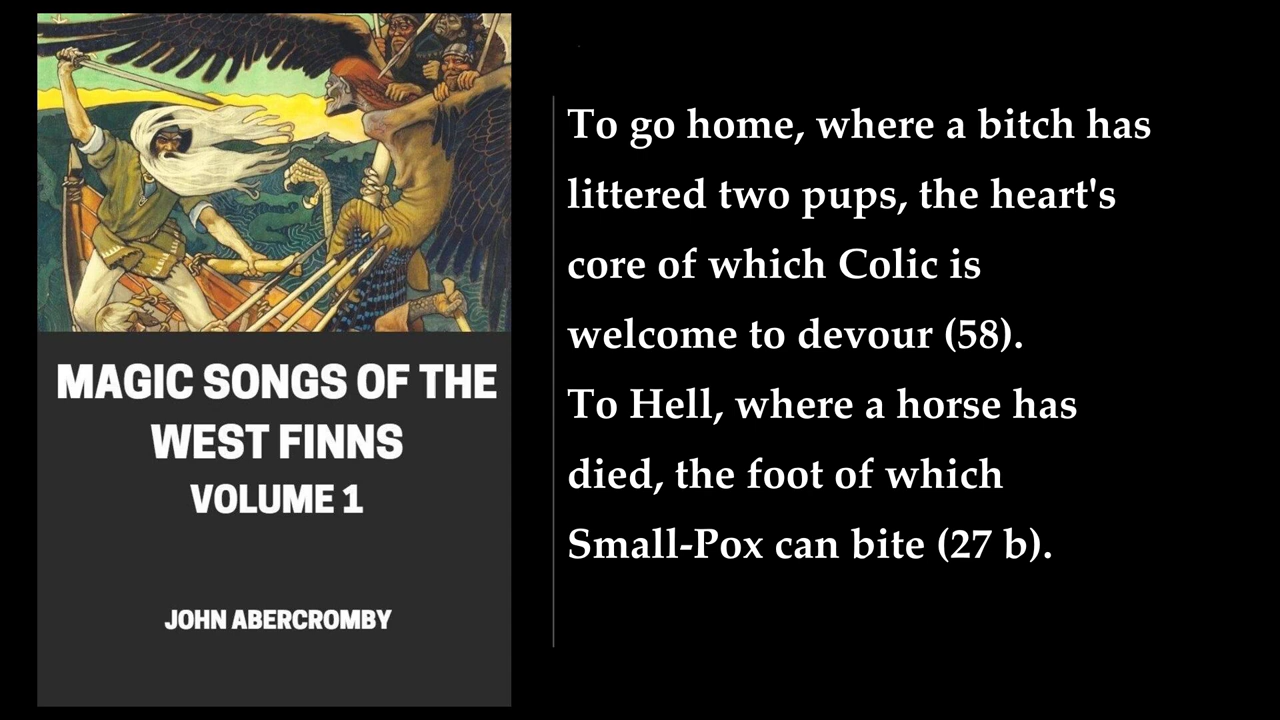 MAGIC SONGS OF THE
WEST FINNS
VOLUME 1
JOHN ABERCROMBY
To go home, where a bitch has
littered two pups, the heart's
core of which Colic is
welcome to devour (58).
To Hell, where a horse has
died, the foot of which
Small-Pox can bite (27 b).